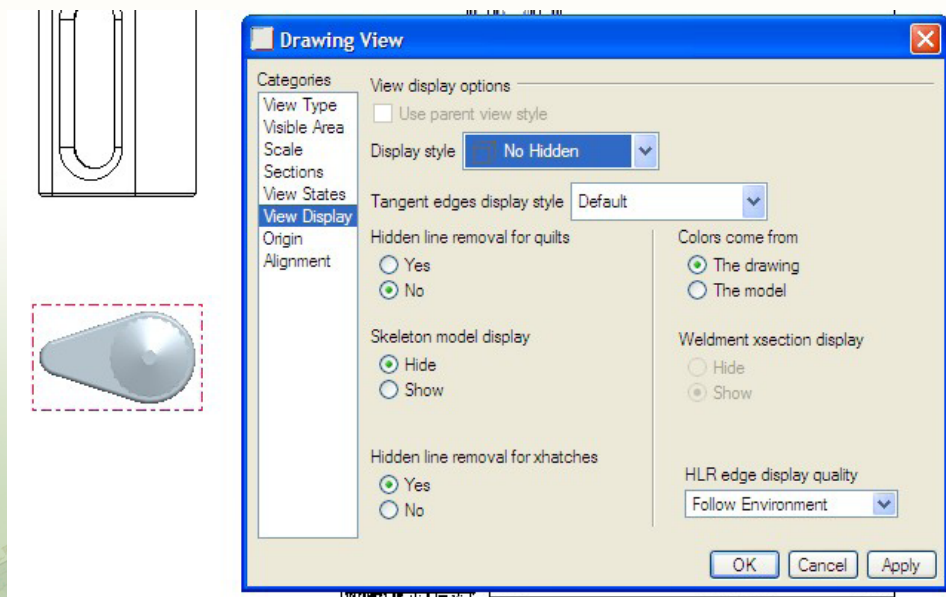 Drawing View
Categories
View Type
Visible Area
Scale
Sections
View States
View Display
Origin
Alignment
View display options
Use parent view style
Display style No Hidden
Tangent edges display style Default
Hidden line removal for quilts
Yes
No
Colors come from
The drawing
The model
Skeleton model display
Hide
Show
Weldment xsection display
Hide
Show
Hidden line removal for xhatches
Yes
No
HLR edge display quality
Follow Environment
OK Cancel Apply